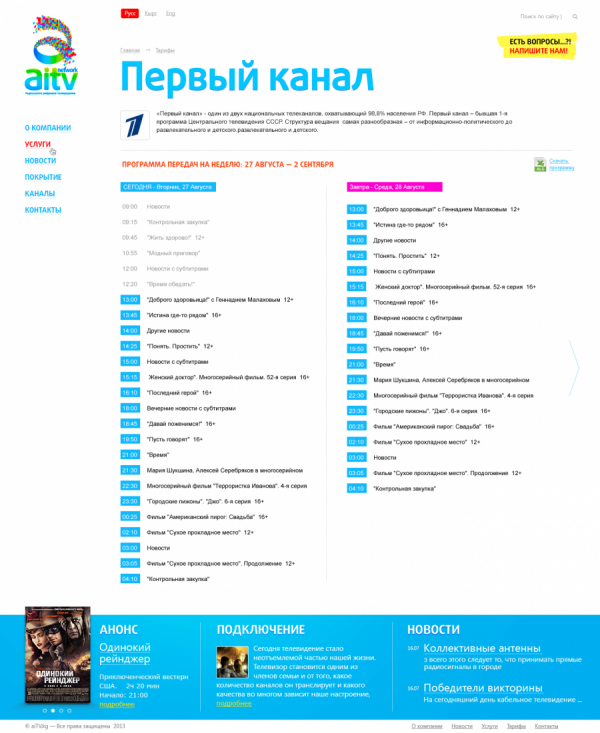 Русс Кырг Eng
Поиск по сайту |
aitv
network
ЕСТЬ ВОПРОСЫ...?!
НАПИШИТЕ НАМ!
Главная → Тарифы
Первый канал
«Первый канал» - один из двух национальных телеканалов, охватывающий 98,8% населения РФ. Первый канал – бывшая 1-я
программа Центрального телевидения СССР. Структура вещания самая разнообразная – от информационно-политического до
развлекательного и детского.развлекательного и детского.
О КОМПАНИИ
УСЛУГИ
НОВОСТИ
ПОКРЫТИЕ
КАНАЛЫ
КОНТАКТЫ
ПРОГРАММА ПЕРЕДАЧ НА НЕДЕЛЮ: 27 АВГУСТА — 2 СЕНТЯБРЯ
Скачать
программу
СЕГОДНЯ - Вторник, 27 Августа
09:00 Новости
09:15 "Контрольная закупка"
09:45 "Жить здорово!" 12+
10:55 "Модный приговор"
12:00 Новости с субтитрами
12:20 "Время обедать!"
13:00 "Доброго здоровьица!" с Геннадием Малаховым 12+
13:45 "Истина где-то рядом" 16+
14:00 Другие новости
14:25 "Понять. Простить" 12+
15:00 Новости с субтитрами
15:15 Женский доктор". Многосерийный фильм. 52-я серия 16+
16:10 "Последний герой" 16+
18:00 Вечерние новости с субтитрами
18:45 "Давай поженимся!" 16+
19:50 "Пусть говорят" 16+
21:00 "Время"
21:30 Мария Шукшина, Алексей Серебряков в многосерийном
22:30 Многосерийный фильм "Террористка Иванова". 4-я серия
23:30 "Городские пижоны". "Джо". 6-я серия 16+
00:25 Фильм "Американский пирог: Свадьба" 16+
02:10 Фильм "Сухое прохладное место" 12+
03:00 Новости
03:05 Фильм "Сухое прохладное место". Продолжение 12+
04:10 "Контрольная закупка"
Завтра - Среда, 28 Августа
13:00 "Доброго здоровьица!" с Геннадием Малаховым 12+
13:45 "Истина где-то рядом" 16+
14:00 Другие новости
14:25 "Понять. Простить" 12+
15:00 Новости с субтитрами
15:15 Женский доктор". Многосерийный фильм. 52-я серия 16+
16:10 "Последний герой" 16+
18:00 Вечерние новости с субтитрами
18:45 "Давай поженимся!" 16+
19:50 "Пусть говорят" 16+
21:00 "Время"
21:30 Мария Шукшина, Алексей Серебряков в многосерийном
22:30 Многосерийный фильм "Террористка Иванова". 4-я серия
23:30 "Городские пижоны". "Джо". 6-я серия 16+
00:25 Фильм "Американский пирог: Свадьба" 16+
02:10 Фильм "Сухое прохладное место" 12+
03:00 Новости
03:05 Фильм "Сухое прохладное место". Продолжение 12+
04:10 "Контрольная закупка"
ОДИНОКИЙ
РЕЙНДЖЕР
АНОНС
Одинокий
рейнджер
Приключенческий вестерн
США, 2ч 20 мин
Начало: 21:00
подробнее
ПОДКЛЮЧЕНИЕ
Сегодня телевидение стало
неотъемлемой частью нашей жизни.
Телевизор становится одним из
членов семьи и от того, какое
количество каналов он транслирует и какого
качества во многом зависит наше настроение,
подробнее
НОВОСТИ
16.07 Коллективные антенны
з всего этого следует то, что принимать прямые
радиосигналы в городе
16.07 Победители викторины
На сегодняшний день кабельное телевидение ...
© aiTV.kg — Все права защищены 2013
О компании Новости Услуги Тарифы Контакты